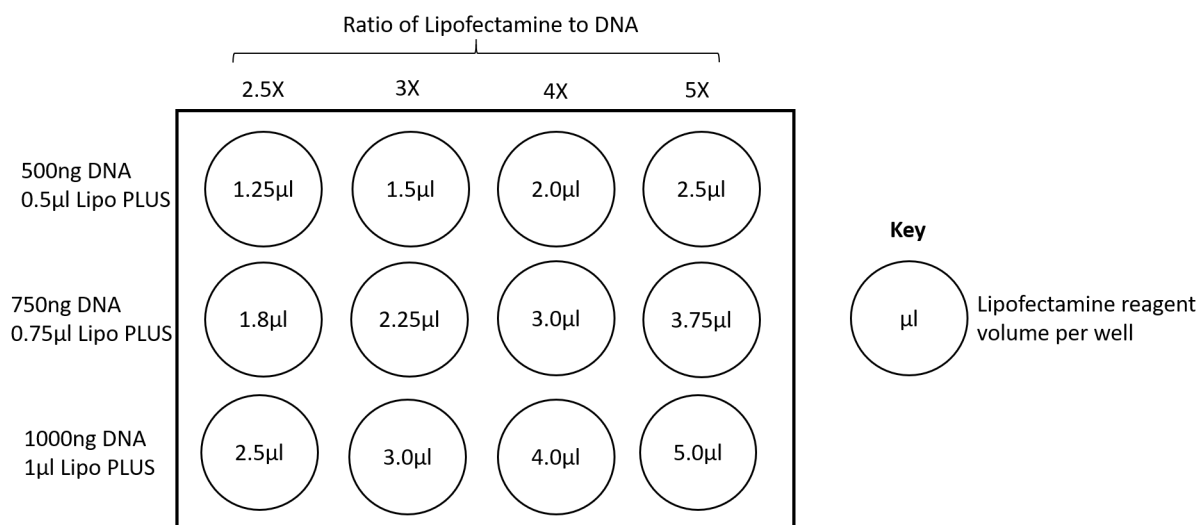 Ratio of Lipofectamine to DNA
2.5X 3X 4X 5X
500ng DNA
0.5µl Lipo PLUS
1.25µl 1.5µl 2.0µl 2.5µl
750ng DNA
0.75µl Lipo PLUS
1.8µl 2.25µl 3.0µl 3.75µl
1000ng DNA
1µl Lipo PLUS
2.5µl 3.0µl 4.0µl 5.0µl
Key
µl
Lipofectamine reagent
volume per well